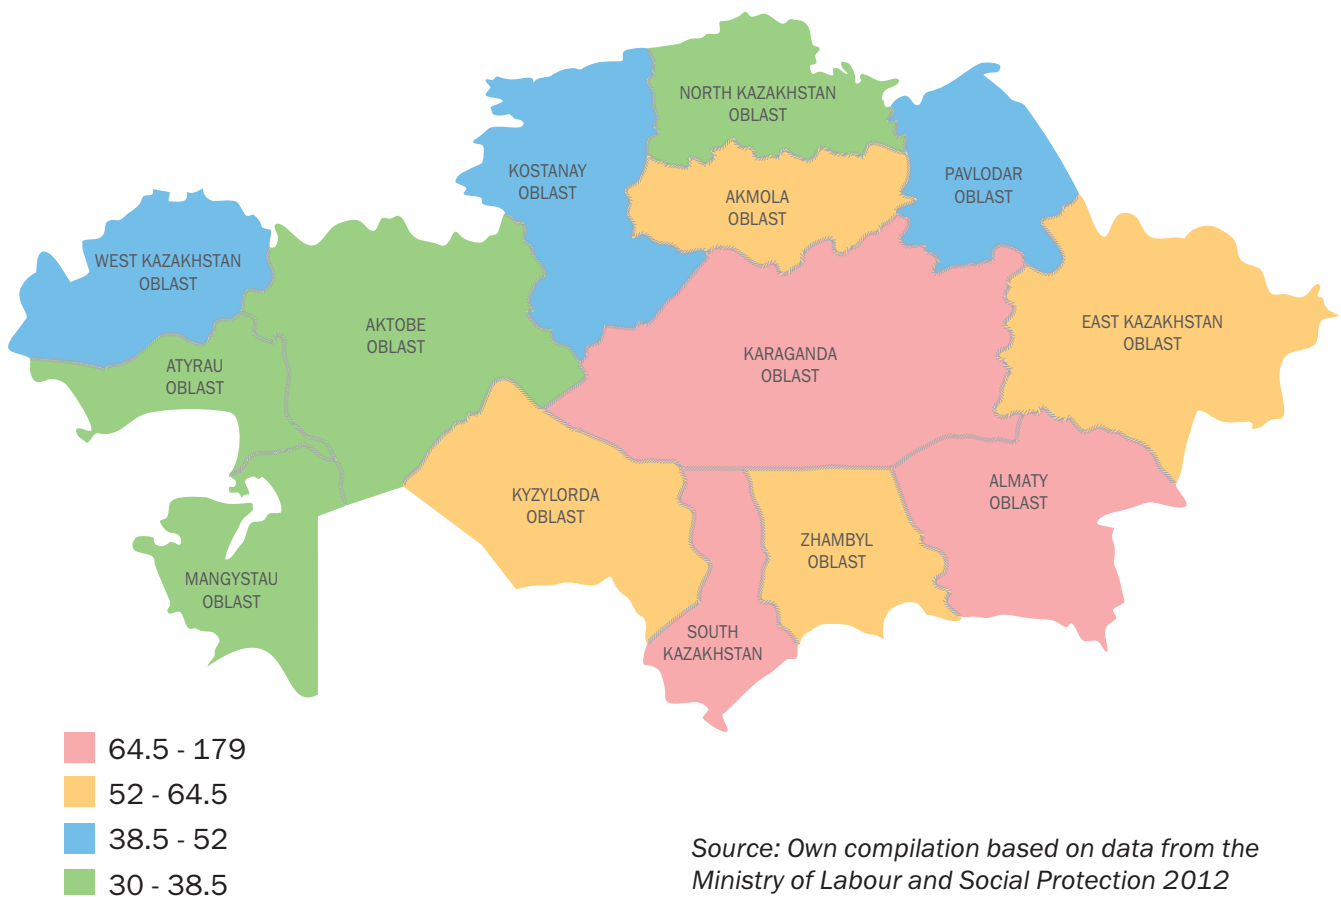 NORTH KAZAKHSTAN
OBLAST
KOSTANAY
OBLAST
PAVLODAR
OBLAST
AKMOLA
OBLAST
WEST KAZAKHSTAN
OBLAST
AKTOBE
OBLAST
EAST KAZAKHSTAN
OBLAST
KARAGANDA
OBLAST
ATYRAU
OBLAST
ALMATY
OBLAST
KYZYLORDA
OBLAST
ZHAMBYL
OBLAST
MANGYSTAU
OBLAST
SOUTH
KAZAKHSTAN
64.5 - 179
52 - 64.5
38.5 - 52
30 - 38.5
Source: Own compilation based on data from the
Ministry of Labour and Social Protection 2012